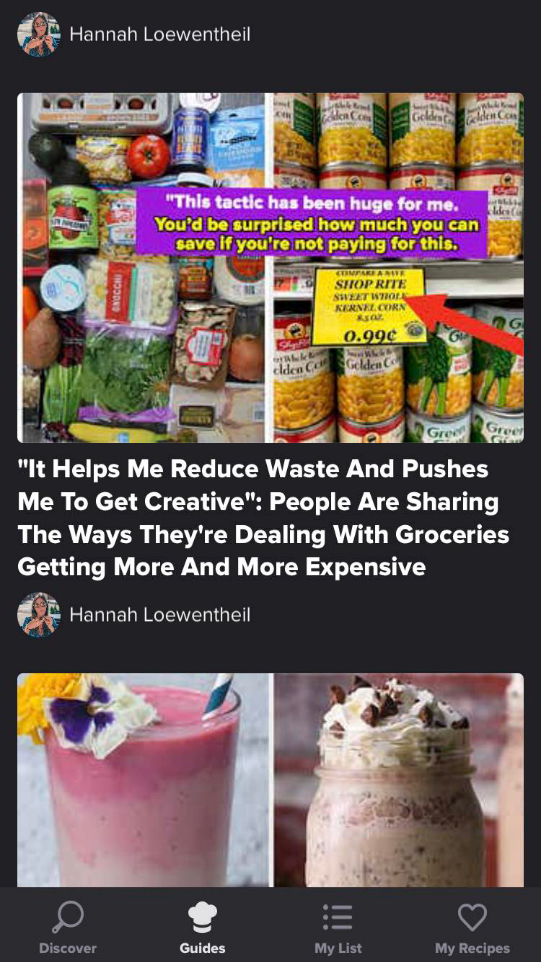 Hannah Loewentheil
"This tactic has been huge for me.
You'd be surprised how much you can
save if you're not paying for this.
Golden Corn
GNOCCHI
COMPARE & SAVE
SHOP RITE
SWEET WHOLE
KERNEL CORN
8.5 OZ.
0.99¢
Golden Corn
Green
"It Helps Me Reduce Waste And Pushes
Me To Get Creative": People Are Sharing
The Ways They're Dealing With Groceries
Getting More And More Expensive
Hannah Loewentheil
Discover
Guides
My List
My Recipes